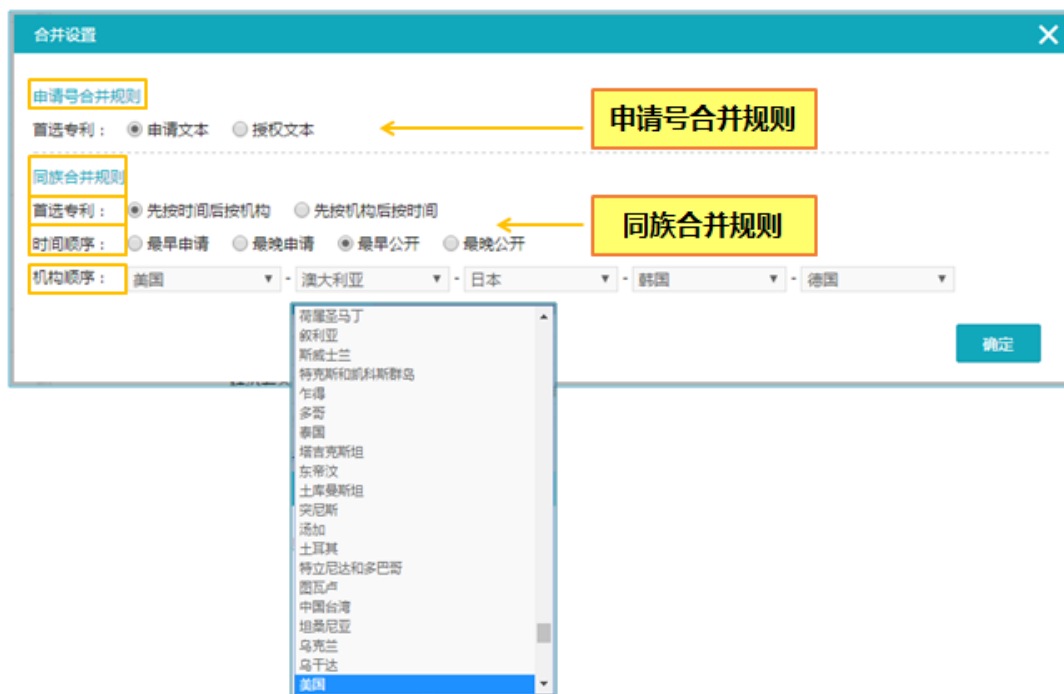 合并设置
申请号合并规则
首选专利： 申请文本 授权文本
申请号合并规则
同族合并规则
首选专利： 先按时间后按机构 先按机构后按时间
同族合并规则
时间顺序： 最早申请 最晚申请 最早公开 最晚公开
机构顺序： 美国 - 澳大利亚 - 日本 - 韩国 - 德国
荷属圣马丁
叙利亚
斯威士兰
特克斯和凯科斯群岛
乍得
多哥
泰国
塔吉克斯坦
东帝汶
土库曼斯坦
突尼斯
汤加
土耳其
特立尼达和多巴哥
图瓦卢
中国台湾
坦桑尼亚
乌克兰
乌干达
美国
确定